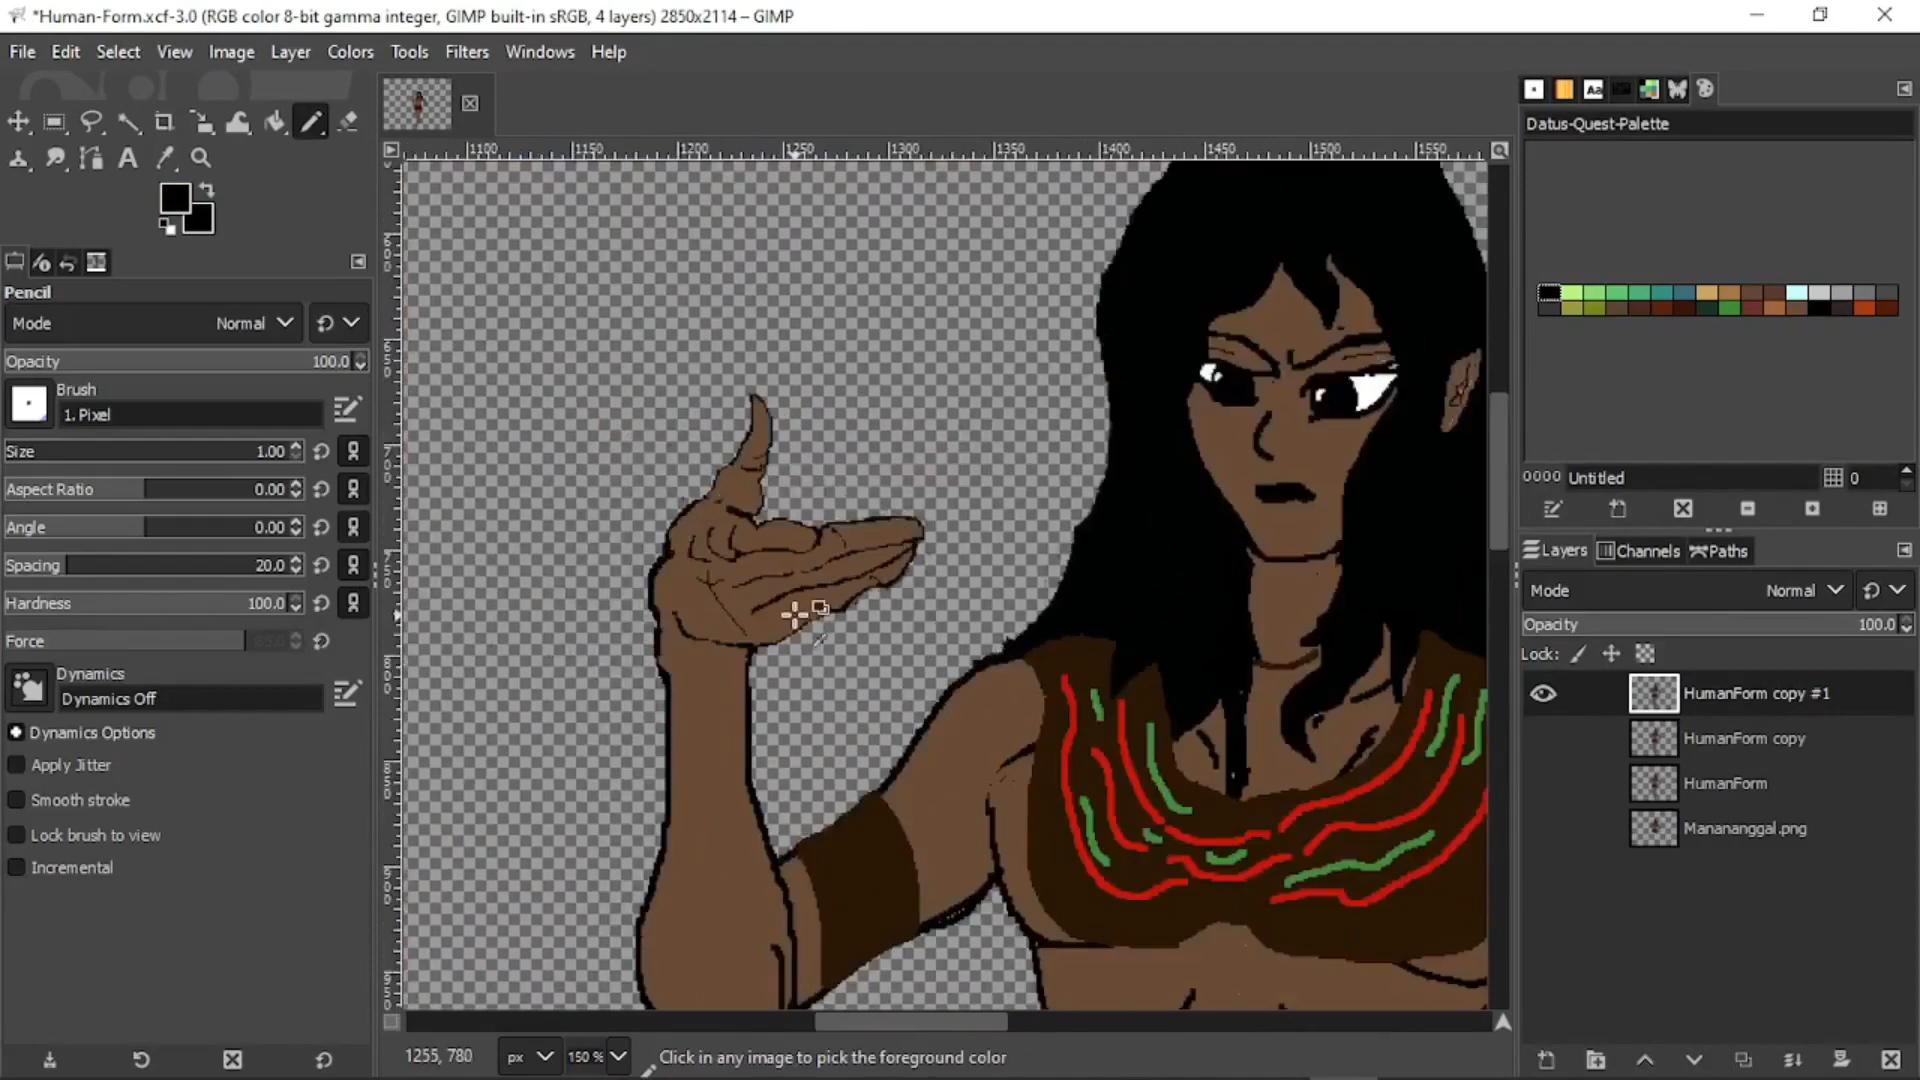 *Human-Form.xcf-3.0 (RGB color 8-bit gamma integer, GIMP built-in sRGB, 4 layers) 2850x2114 – GIMP
File Edit Select View Image Layer Colors Tools Filters Windows Help
1100 1150 1200 1250 1300 1350 1400 1450 1500 1550
Datus-Quest-Palette
Pencil
Mode Normal
Opacity 100.0
Brush
1. Pixel
Size 1.00
Aspect Ratio 0.00
Angle 0.00
Spacing 20.0
Hardness 100.0
Force
Dynamics
Dynamics Off
Dynamics Options
Apply Jitter
Smooth stroke
Lock brush to view
Incremental
Untitled 0
Layers Channels Paths
Mode Normal
Opacity 100.0
Lock:
HumanForm copy #1
HumanForm copy
HumanForm
Manananggal.png
1255, 780 px 150 % Click in any image to pick the foreground color